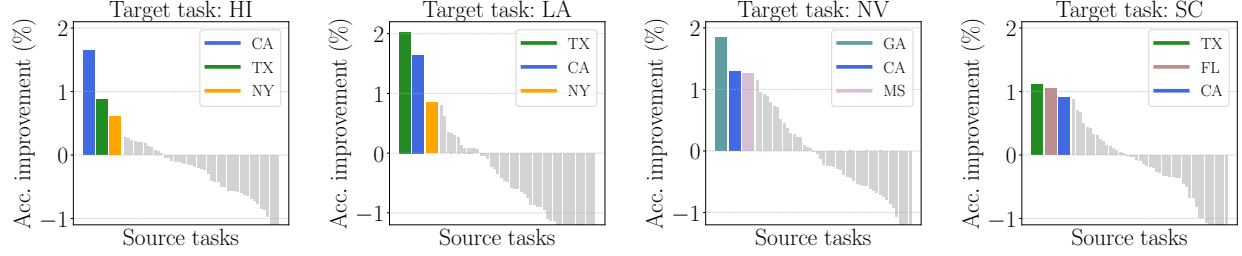 Target task: HI
Acc. improvement (%)
2
1
0
−1
CA
TX
NY
Source tasks
Target task: LA
Acc. improvement (%)
2
1
0
−1
TX
CA
NY
Source tasks
Target task: NV
Acc. improvement (%)
2
1
0
−1
GA
CA
MS
Source tasks
Target task: SC
Acc. improvement (%)
2
1
0
−1
TX
FL
CA
Source tasks